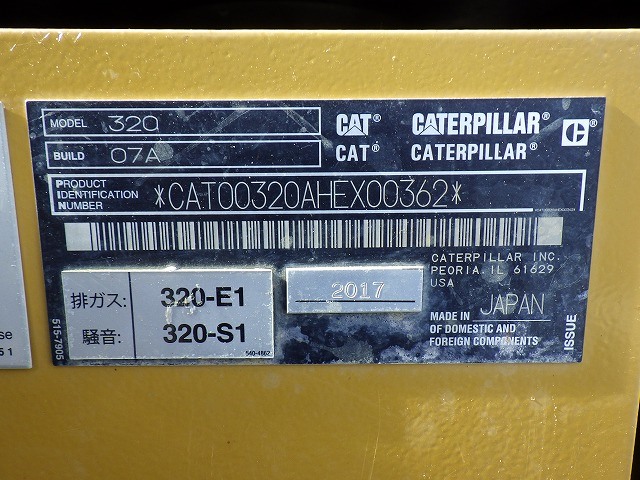 MODEL 320
CAT® CATERPILLAR®
BUILD 07A
CAT® CATERPILLAR®
PRODUCT IDENTIFICATION NUMBER
*CAT00320AHEX00362*
CATERPILLAR INC.
PEORIA, IL 61629
USA
排ガス: 320-E1
騒音: 320-S1
540-4862
2017
MADE IN JAPAN
OF DOMESTIC AND
FOREIGN COMPONENTS
ISSUE
515-7905
se
51